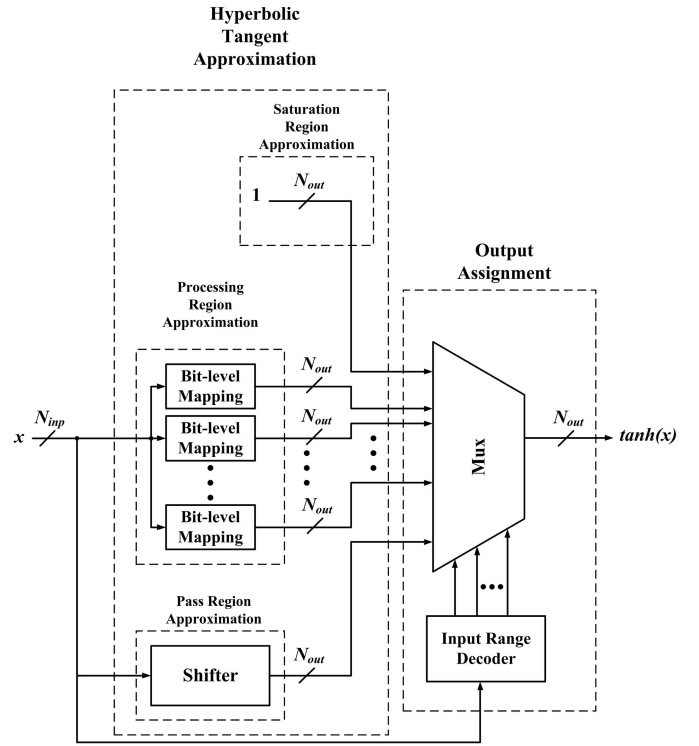 Hyperbolic
Tangent
Approximation
Saturation
Region
Approximation
1
N_out
Output
Assignment
Processing
Region
Approximation
Bit-level
Mapping
N_out
Bit-level
Mapping
N_out
Bit-level
Mapping
N_out
x
N_inp
Mux
N_out
tanh(x)
Pass Region
Approximation
Shifter
N_out
Input Range
Decoder